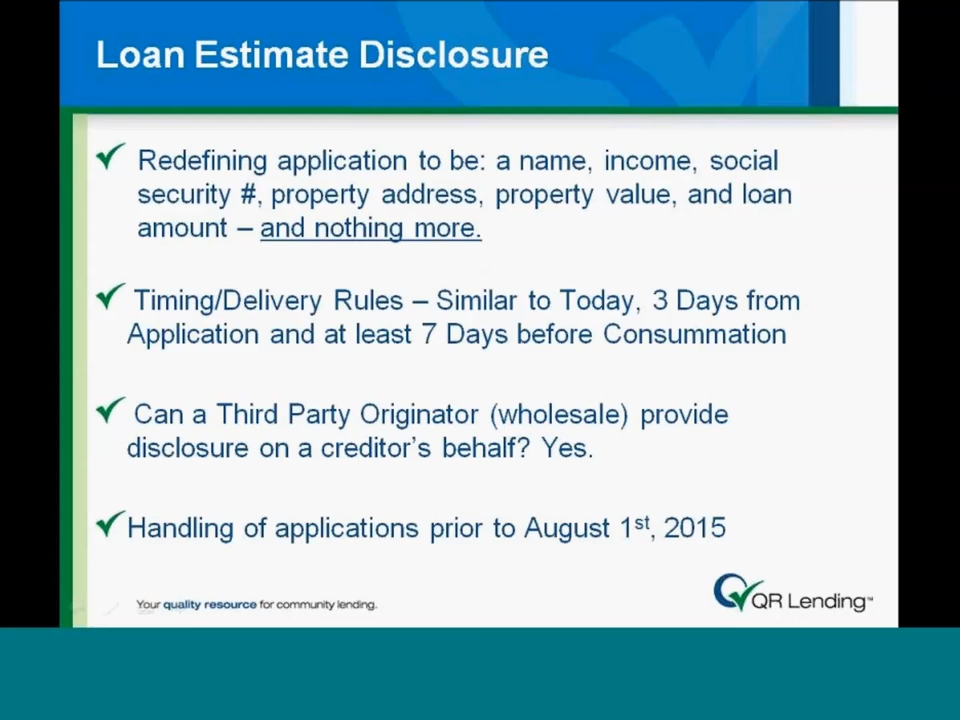 Loan Estimate Disclosure
Redefining application to be: a name, income, social
security #, property address, property value, and loan
amount – and nothing more.
Timing/Delivery Rules – Similar to Today, 3 Days from
Application and at least 7 Days before Consummation
Can a Third Party Originator (wholesale) provide
disclosure on a creditor's behalf? Yes.
Handling of applications prior to August 1st, 2015
Your quality resource for community lending.
QR Lending™